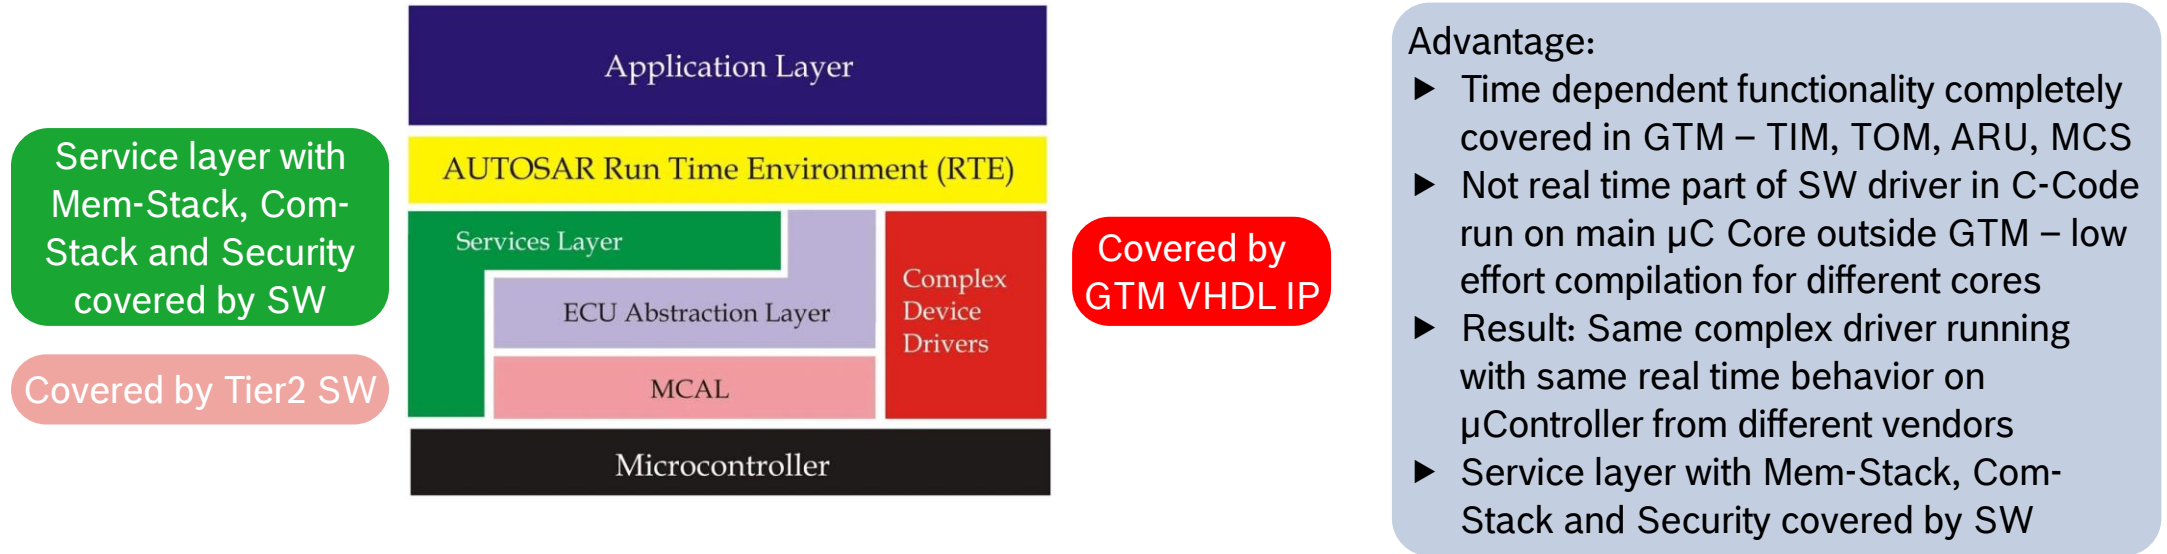 Service layer with
Mem-Stack, Com-
Stack and Security
covered by SW
Covered by Tier2 SW
Application Layer
AUTOSAR Run Time Environment (RTE)
Services Layer
ECU Abstraction Layer
MCAL
Complex
Device
Drivers
Microcontroller
Covered by
GTM VHDL IP
Advantage:
► Time dependent functionality completely
covered in GTM – TIM, TOM, ARU, MCS
► Not real time part of SW driver in C-Code
run on main µC Core outside GTM – low
effort compilation for different cores
► Result: Same complex driver running
with same real time behavior on
µController from different vendors
► Service layer with Mem-Stack, Com-
Stack and Security covered by SW